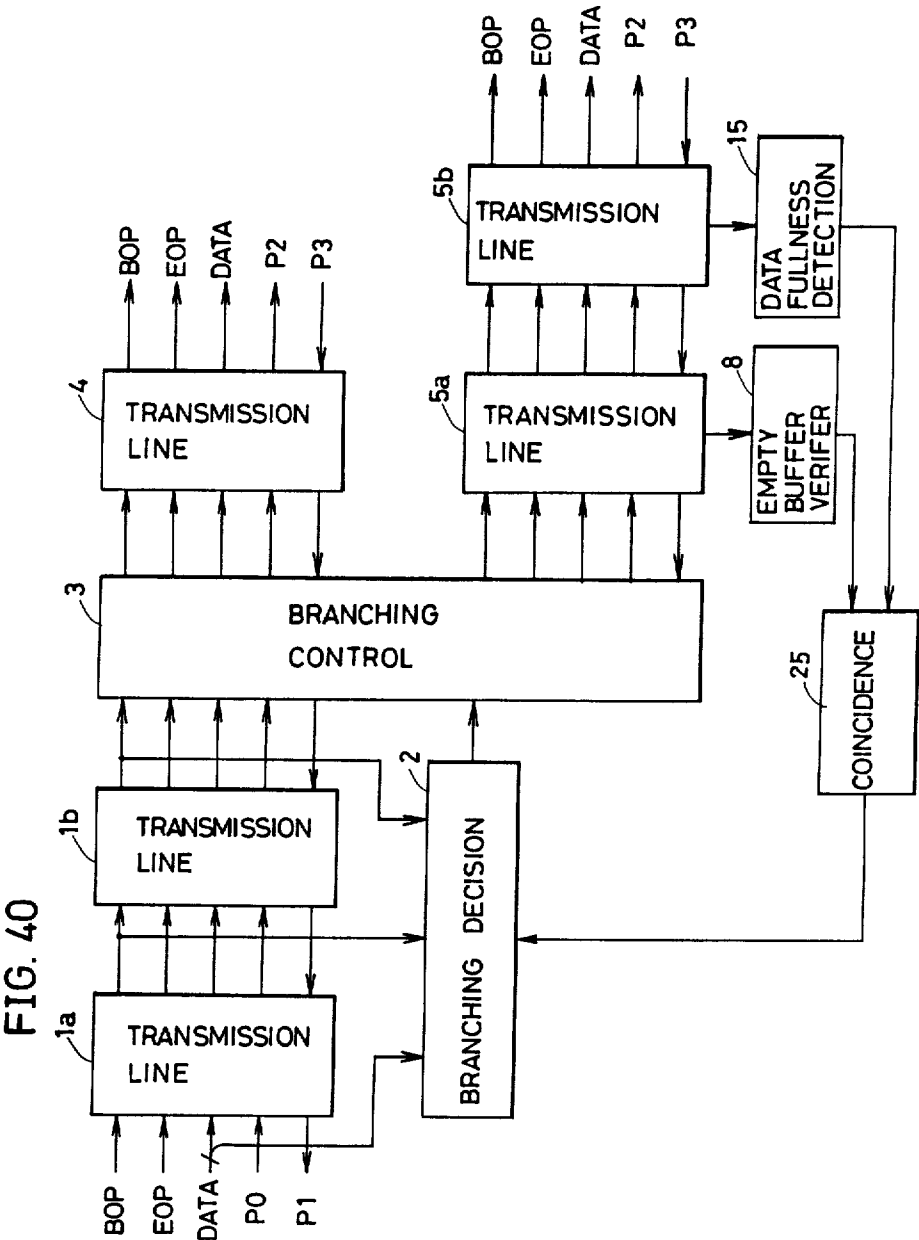 FIG. 40
BOP
EOP
DATA
P0
P1
1a
TRANSMISSION
LINE
1b
TRANSMISSION
LINE
2
BRANCHING DECISION
3
BRANCHING
CONTROL
4
TRANSMISSION
LINE
BOP
EOP
DATA
P2
P3
5a
TRANSMISSION
LINE
5b
TRANSMISSION
LINE
BOP
EOP
DATA
P2
P3
8
EMPTY
BUFFER
VERIFER
15
DATA
FULLNESS
DETECTION
25
COINCIDENCE